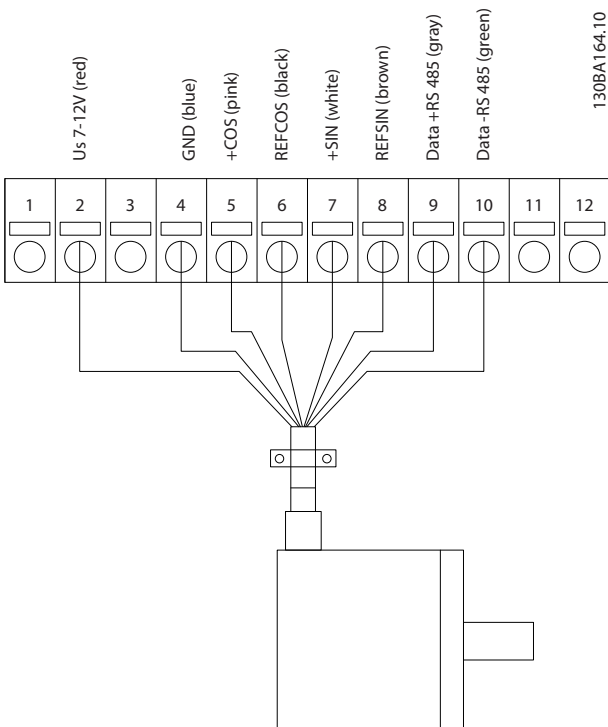 Us 7-12V (red)
GND (blue)
+COS (pink)
REFCOS (black)
+SIN (white)
REFSIN (brown)
Data +RS 485 (gray)
Data -RS 485 (green)
130BA164.10
1 2 3 4 5 6 7 8 9 10 11 12